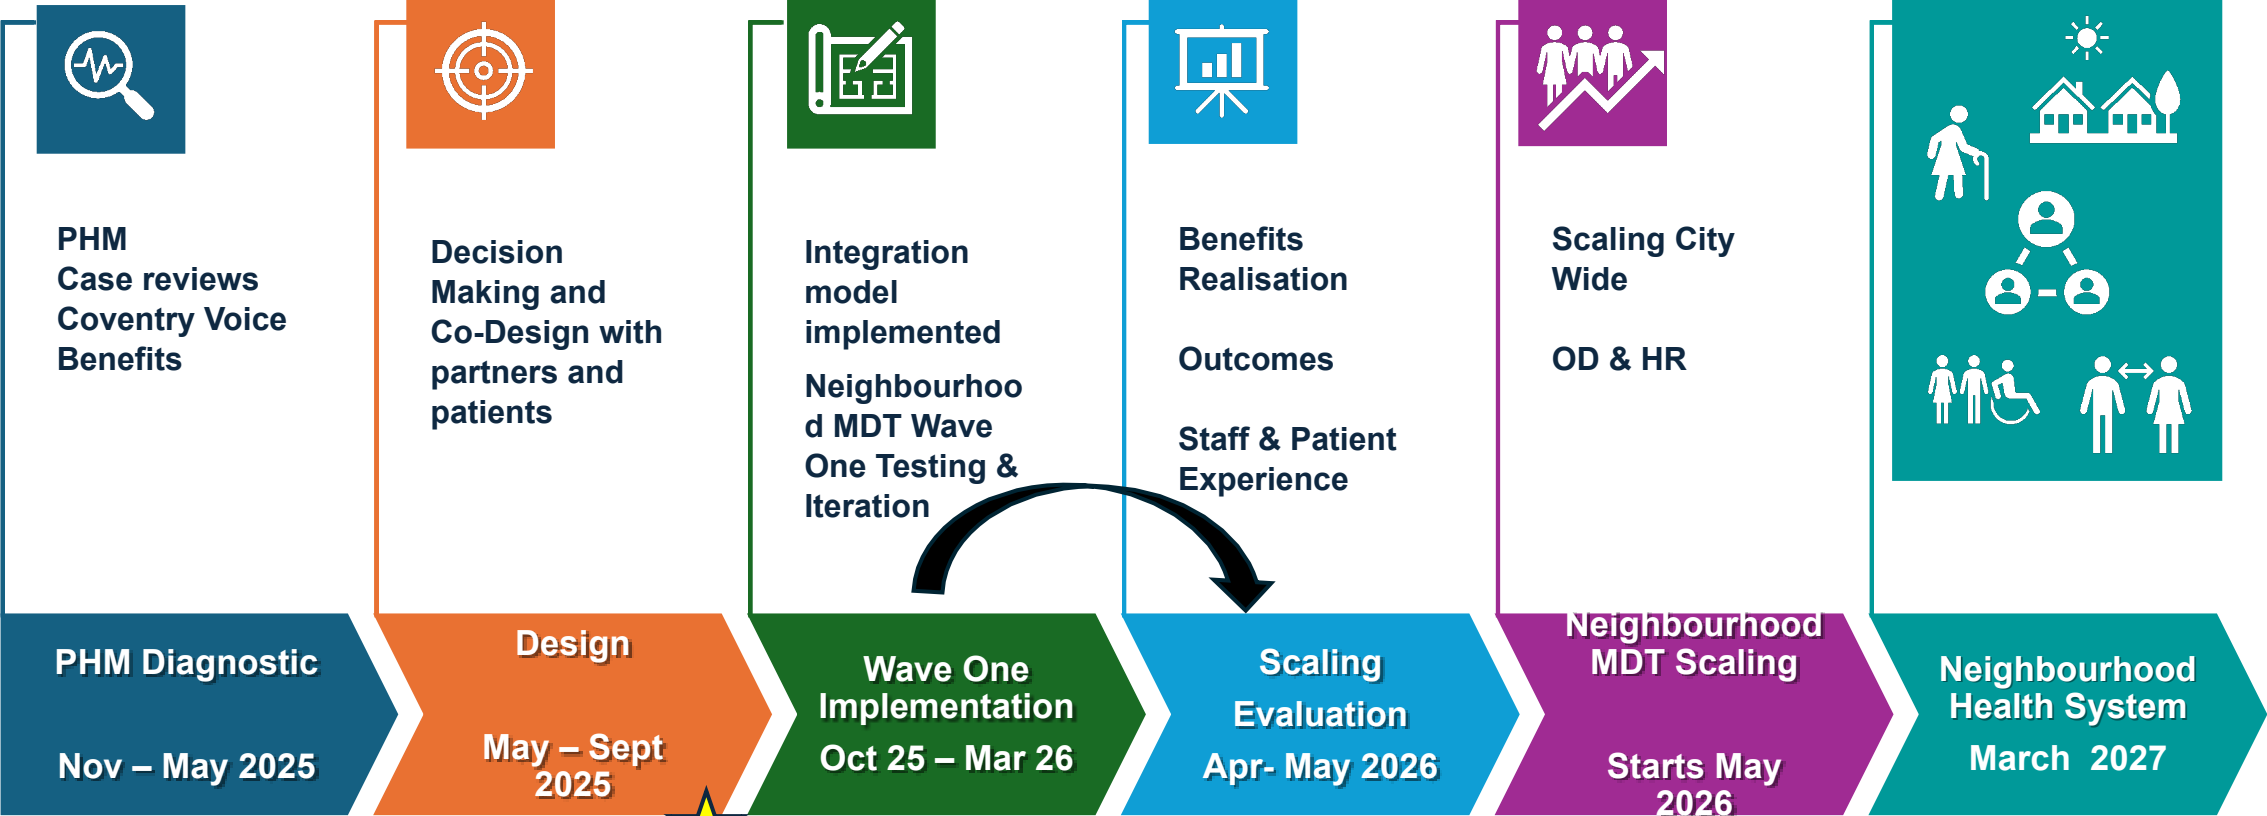 PHM
Case reviews
Coventry Voice
Benefits
Decision
Making and
Co-Design with
partners and
patients
Integration
model
implemented
Neighbourhoo
d MDT Wave
One Testing &
Iteration
Benefits
Realisation
Outcomes
Staff & Patient
Experience
Scaling City
Wide
OD & HR
PHM Diagnostic
Nov – May 2025
Design
May – Sept
2025
Wave One
Implementation
Oct 25 – Mar 26
Scaling
Evaluation
Apr- May 2026
Neighbourhood
MDT Scaling
Starts May
2026
Neighbourhood
Health System
March  2027